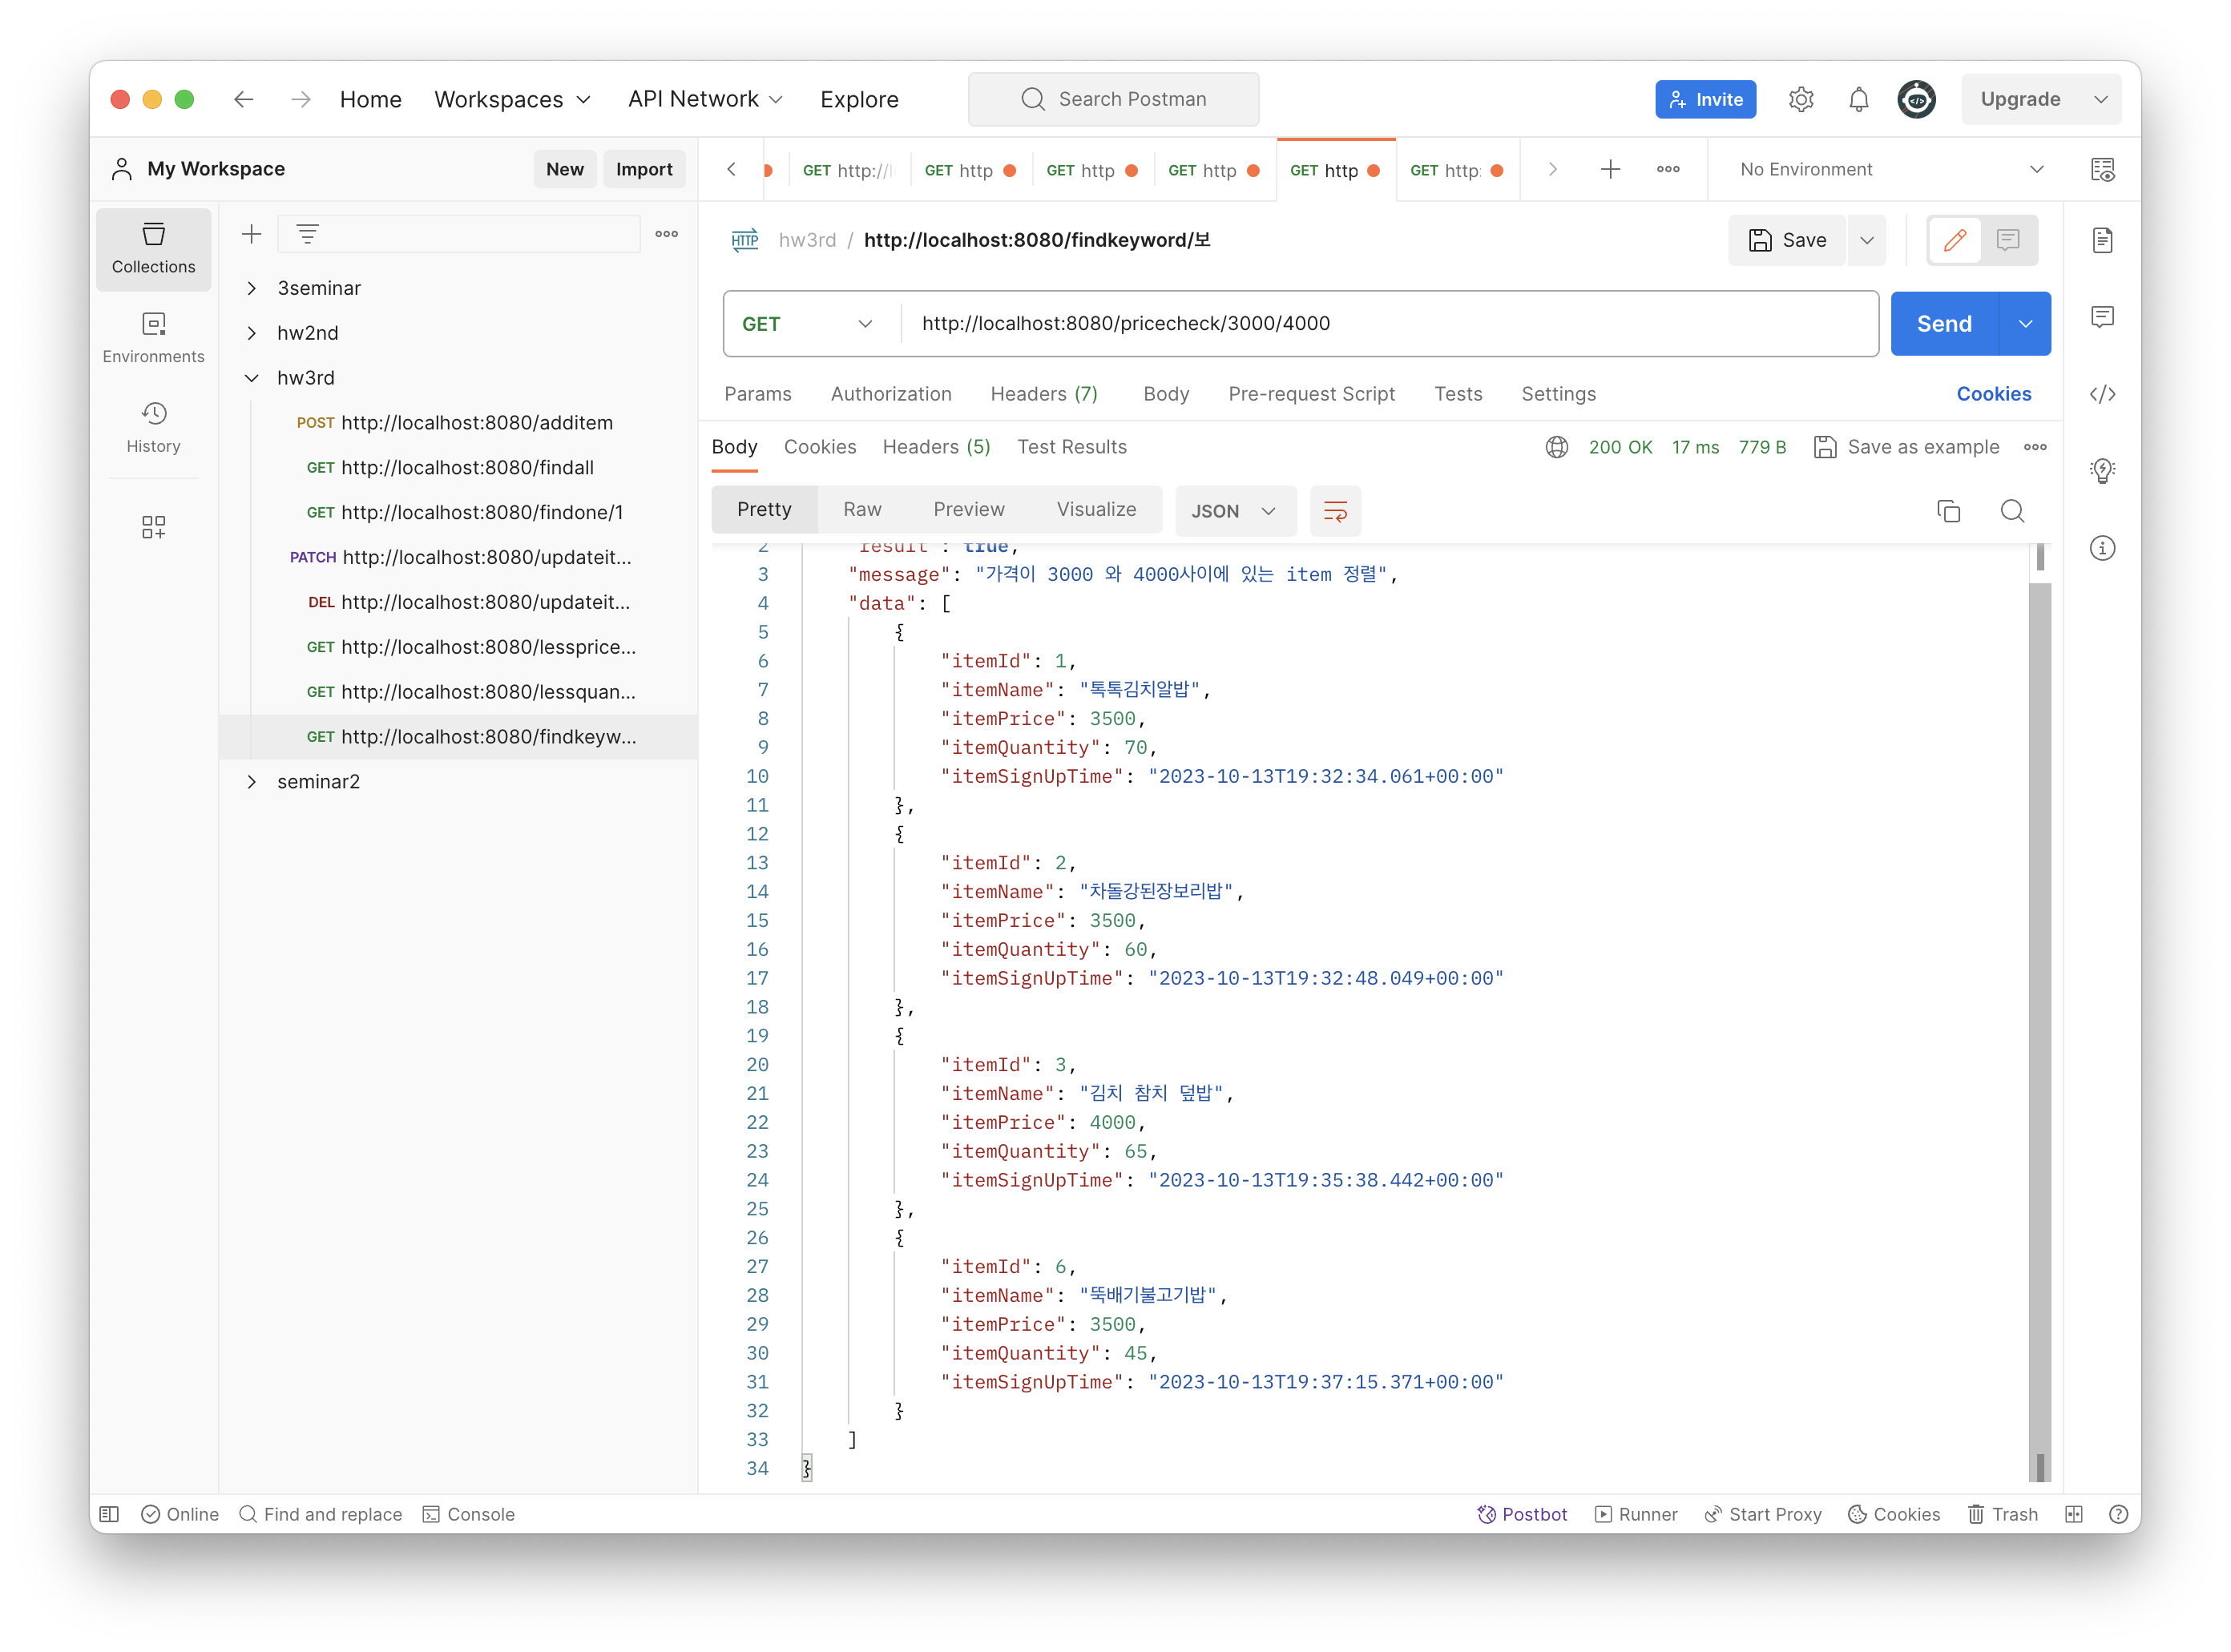 Home Workspaces API Network Explore Search Postman Invite Upgrade
My Workspace New Import GET http:// GET http GET http GET http GET http GET http: No Environment
Collections
Environments
History
3seminar
hw2nd
hw3rd
POST http://localhost:8080/additem
GET http://localhost:8080/findall
GET http://localhost:8080/findone/1
PATCH http://localhost:8080/updateit...
DEL http://localhost:8080/updateit...
GET http://localhost:8080/lessprice...
GET http://localhost:8080/lessquan...
GET http://localhost:8080/findkeyw...
seminar2
HTTP hw3rd / http://localhost:8080/findkeyword/보 Save
GET http://localhost:8080/pricecheck/3000/4000 Send
Params Authorization Headers (7) Body Pre-request Script Tests Settings Cookies
Body Cookies Headers (5) Test Results 200 OK 17 ms 779 B Save as example
Pretty Raw Preview Visualize JSON
2 "result": true,
3 "message": "가격이 3000 와 4000사이에 있는 item 정렬",
4 "data": [
5 {
6 "itemId": 1,
7 "itemName": "톡톡김치알밥",
8 "itemPrice": 3500,
9 "itemQuantity": 70,
10 "itemSignUpTime": "2023-10-13T19:32:34.061+00:00"
11 },
12 {
13 "itemId": 2,
14 "itemName": "차돌강된장보리밥",
15 "itemPrice": 3500,
16 "itemQuantity": 60,
17 "itemSignUpTime": "2023-10-13T19:32:48.049+00:00"
18 },
19 {
20 "itemId": 3,
21 "itemName": "김치 참치 덮밥",
22 "itemPrice": 4000,
23 "itemQuantity": 65,
24 "itemSignUpTime": "2023-10-13T19:35:38.442+00:00"
25 },
26 {
27 "itemId": 6,
28 "itemName": "뚝배기불고기밥",
29 "itemPrice": 3500,
30 "itemQuantity": 45,
31 "itemSignUpTime": "2023-10-13T19:37:15.371+00:00"
32 }
33 ]
34 }
Online Find and replace Console Postbot Runner Start Proxy Cookies Trash